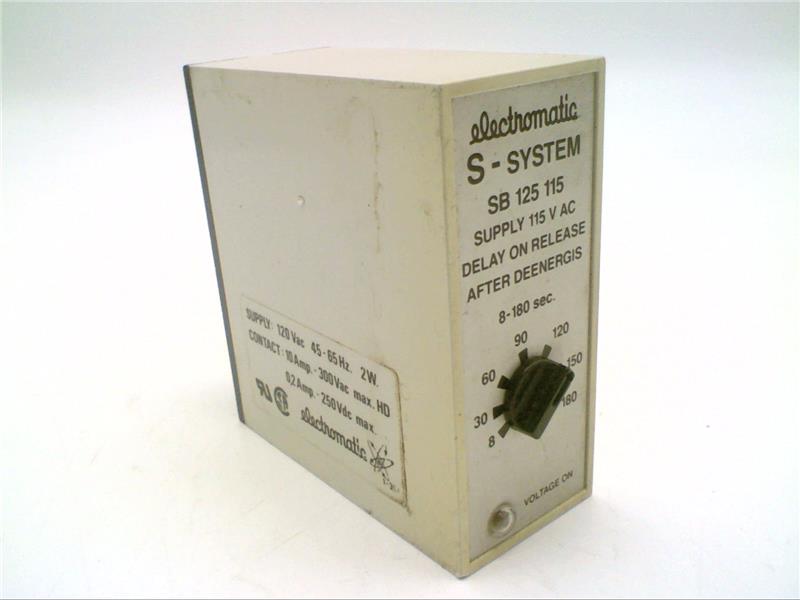 electromatic
S - SYSTEM
SB 125 115
SUPPLY 115 V AC
DELAY ON RELEASE
AFTER DEENERGIS
8-180 sec.
90 120
60 150
30 180
8
VOLTAGE ON
SUPPLY: 120 Vac 45-65 Hz. 2W.
CONTACT: 10 Amp.- 300 Vac max. HD
0,2 Amp.- 250 Vdc max.
electromatic